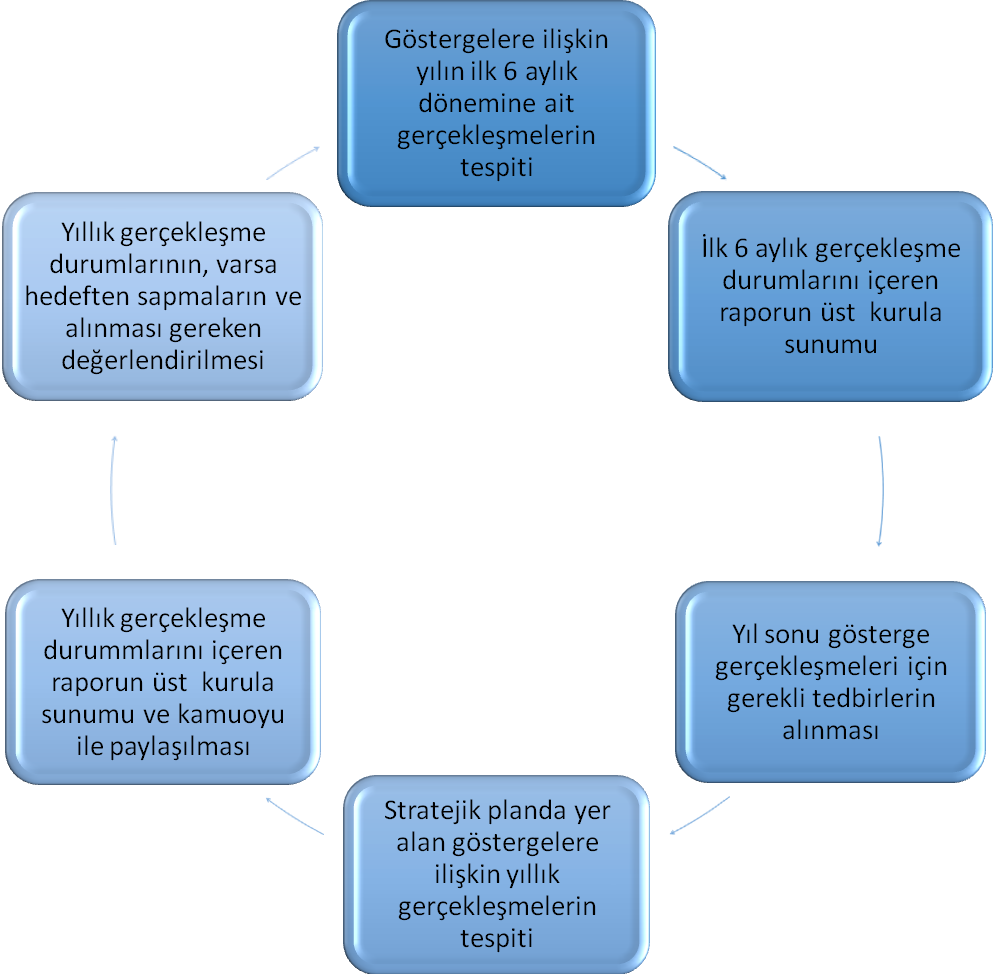 Göstergelere ilişkin
yılın ilk 6 aylık
dönemine ait
gerçekleşmelerin
tespiti
İlk 6 aylık gerçekleşme
durumlarını içeren
raporun üst  kurula
sunumu
Yıl sonu gösterge
gerçekleşmeleri için
gerekli tedbirlerin
alınması
Stratejik planda yer
alan göstergelere
ilişkin yıllık
gerçekleşmelerin
tespiti
Yıllık gerçekleşme
durummlarını içeren
raporun üst  kurula
sunumu ve kamuoyu
ile paylaşılması
Yıllık gerçekleşme
durumlarının, varsa
hedeften sapmaların ve
alınması gereken
değerlendirilmesi